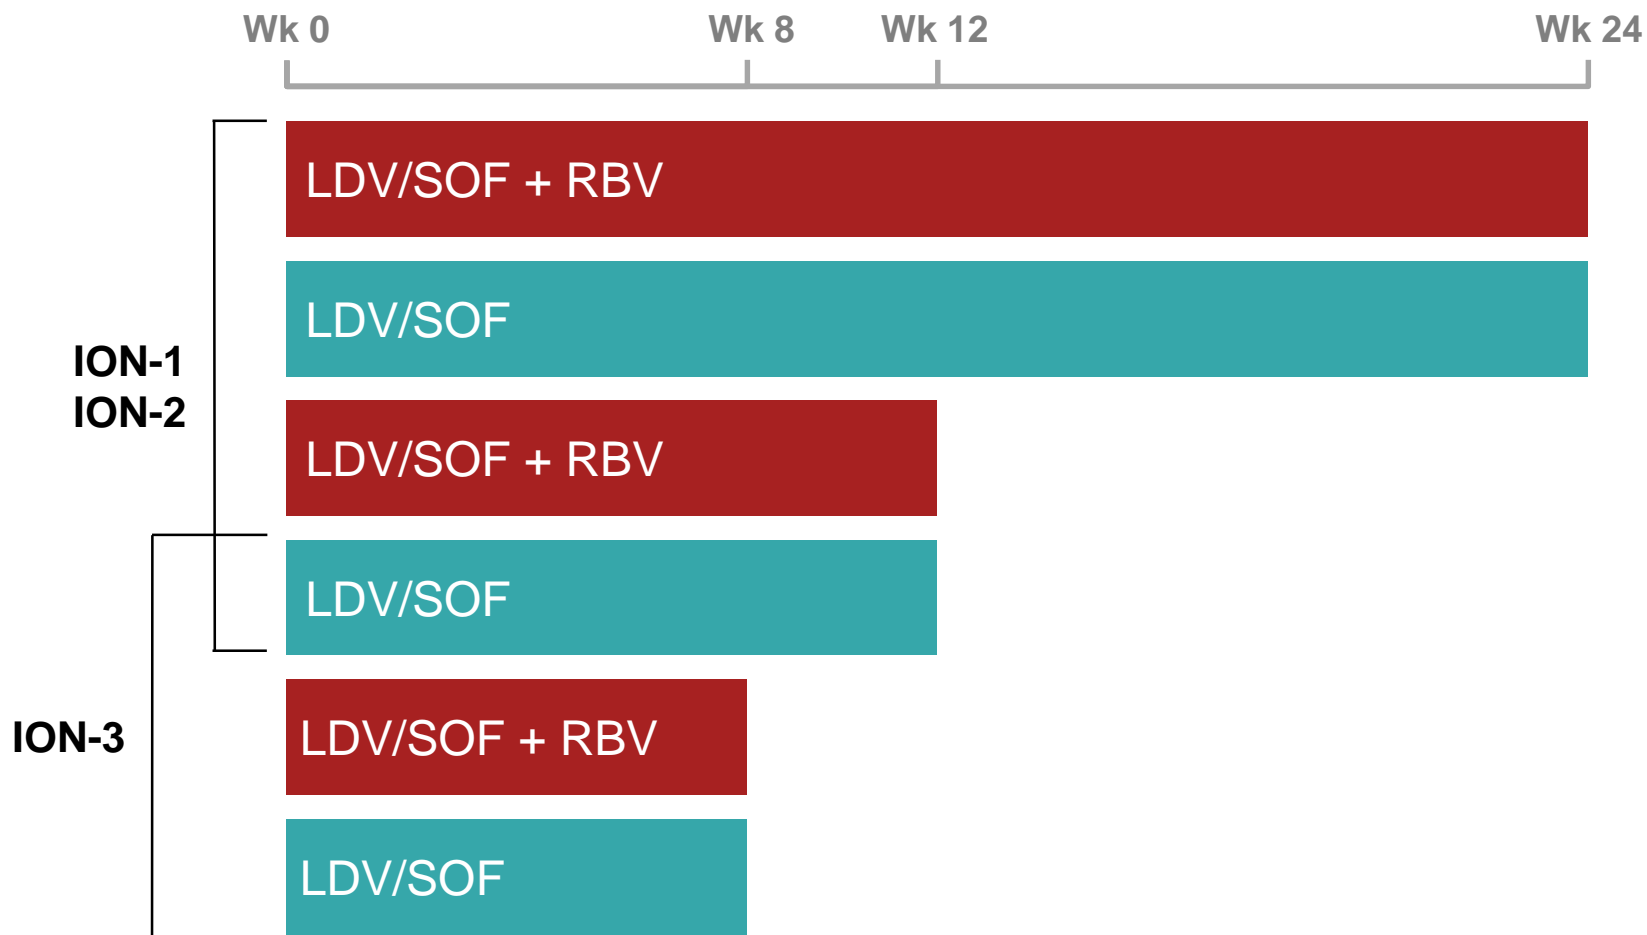 Wk 0 Wk 8 Wk 12 Wk 24
LDV/SOF + RBV
LDV/SOF
ION-1
ION-2
LDV/SOF + RBV
LDV/SOF
ION-3
LDV/SOF + RBV
LDV/SOF